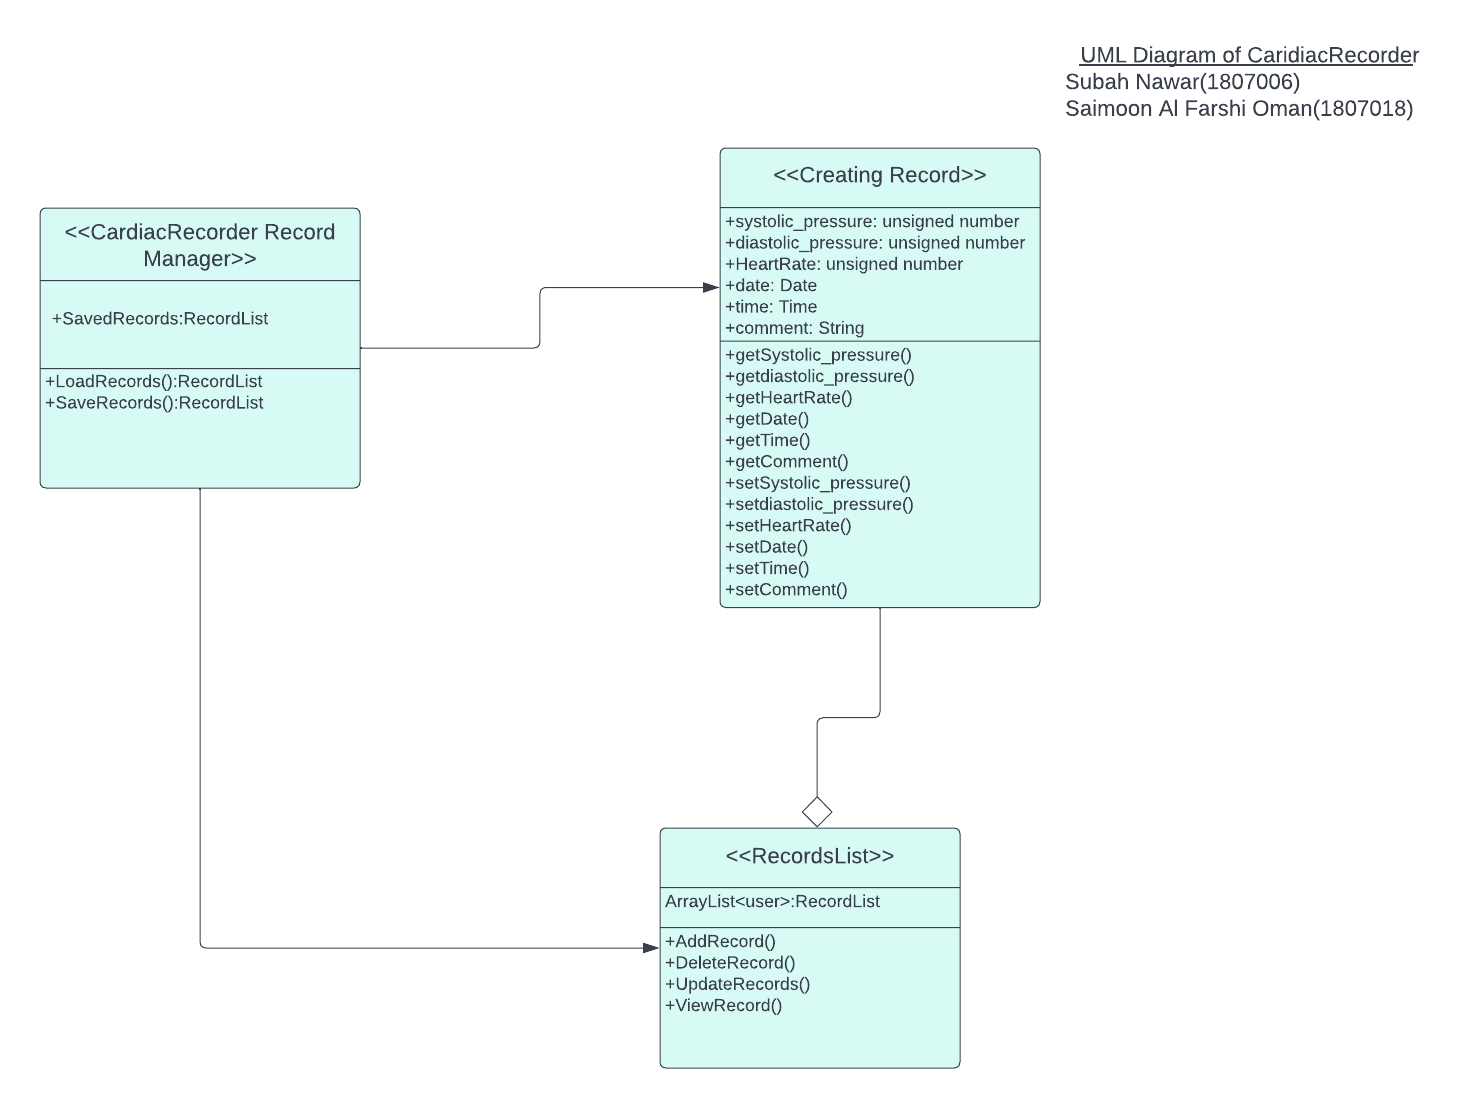 UML Diagram of CaridiacRecorder
Subah Nawar(1807006)
Saimoon Al Farshi Oman(1807018)
<<CardiacRecorder Record
Manager>>
+SavedRecords:RecordList
+LoadRecords():RecordList
+SaveRecords():RecordList
<<Creating Record>>
+systolic_pressure: unsigned number
+diastolic_pressure: unsigned number
+HeartRate: unsigned number
+date: Date
+time: Time
+comment: String
+getSystolic_pressure()
+getdiastolic_pressure()
+getHeartRate()
+getDate()
+getTime()
+getComment()
+setSystolic_pressure()
+setdiastolic_pressure()
+setHeartRate()
+setDate()
+setTime()
+setComment()
<<RecordsList>>
ArrayList<user>:RecordList
+AddRecord()
+DeleteRecord()
+UpdateRecords()
+ViewRecord()